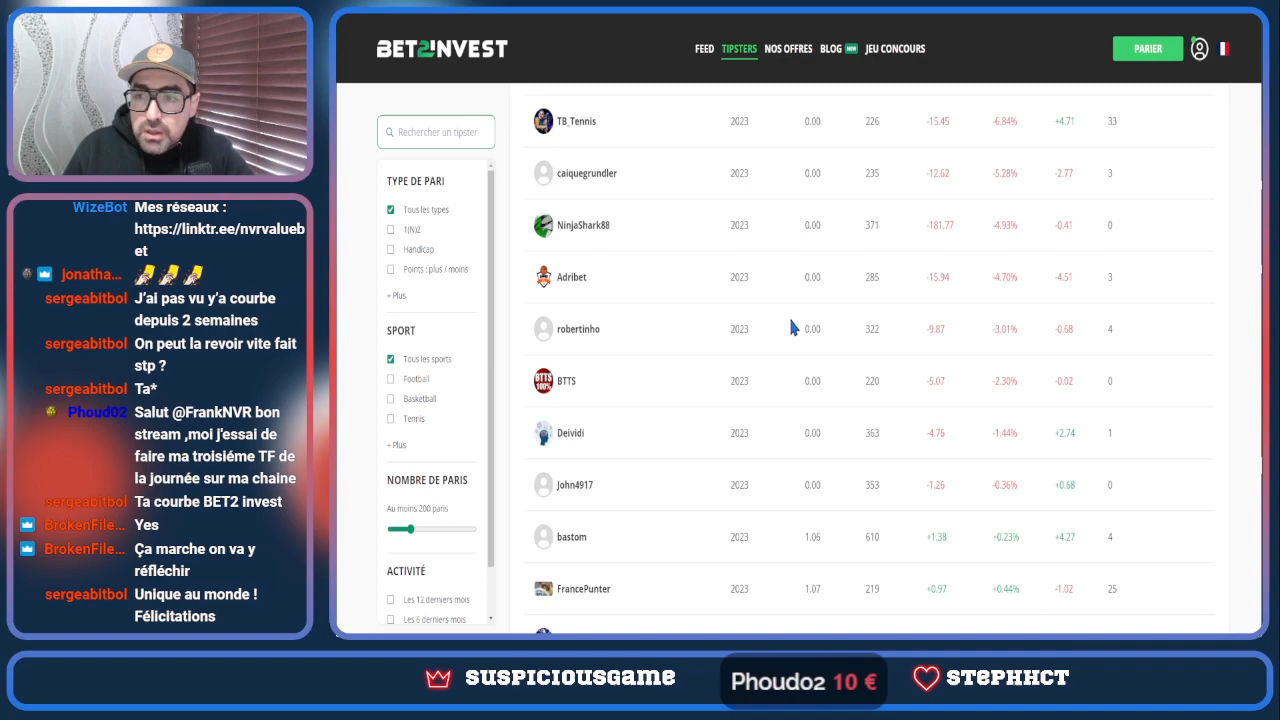 BET2INVEST
FEED TIPSTERS NOS OFFRES BLOG NEW JEU CONCOURS
PARIER
Rechercher un tipster
TYPE DE PARI
Tous les types
1(N)2
Handicap
Points : plus / moins
+ Plus
SPORT
Tous les sports
Football
Basketball
Tennis
+ Plus
NOMBRE DE PARIS
Au moins 200 paris
ACTIVITÉ
Les 12 derniers mois
Les 6 derniers mois
TB_Tennis 2023 0.00 226 -15.45 -6.84% +4.71 33
caiquegrundler 2023 0.00 235 -12.62 -5.28% -2.77 3
NinjaShark88 2023 0.00 371 -181.77 -4.93% -0.41 0
Adribet 2023 0.00 285 -15.94 -4.70% -4.51 3
robertinho 2023 0.00 322 -9.87 -3.01% -0.68 4
BTTS 100%
BTTS 2023 0.00 220 -5.07 -2.30% -0.02 0
Deividi 2023 0.00 363 -4.76 -1.44% +2.74 1
John4917 2023 0.00 353 -1.26 -0.36% +0.68 0
bastom 2023 1.06 610 +1.38 +0.23% +4.27 4
FrancePunter 2023 1.07 219 +0.97 +0.44% -1.02 25
WizeBot Mes réseaux :
https://linktr.ee/nvrvalueb
et
jonatha...
sergeabitbol J'ai pas vu y'a courbe
depuis 2 semaines
sergeabitbol On peut la revoir vite fait
stp ?
sergeabitbol Ta*
Phoud02 Salut @FrankNVR bon
stream ,moi j'essai de
faire ma troisiéme TF de
la journée sur ma chaine
sergeabitbol Ta courbe BET2 invest
BrokenFile... Yes
BrokenFile... Ça marche on va y
réfléchir
sergeabitbol Unique au monde !
Félicitations
suspiciousgame
Phoud02 10 €
stephhct